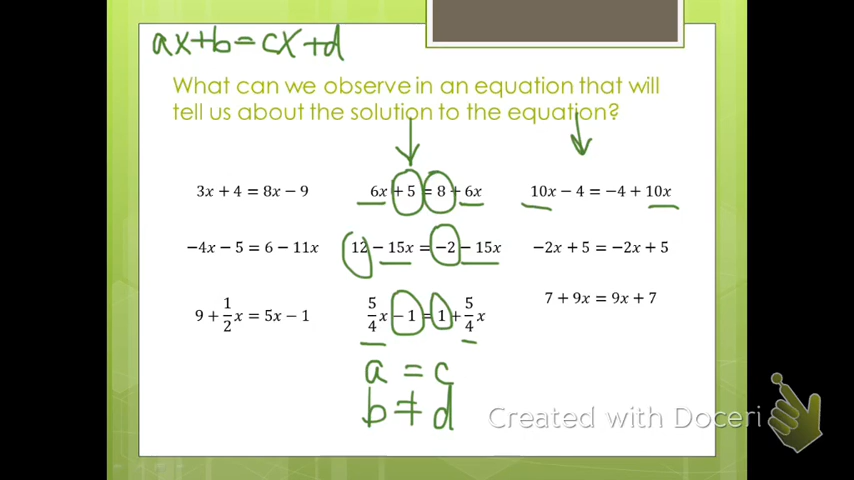 ax+b=cx+d
What can we observe in an equation that will
tell us about the solution to the equation?
3x + 4 = 8x − 9
−4x − 5 = 6 − 11x
9 + 1/2 x = 5x − 1
6x + 5 = 8 + 6x
12 − 15x = −2 − 15x
5/4 x − 1 = 1 + 5/4 x
a = c
b ≠ d
10x − 4 = −4 + 10x
−2x + 5 = −2x + 5
7 + 9x = 9x + 7
Created with Doceri